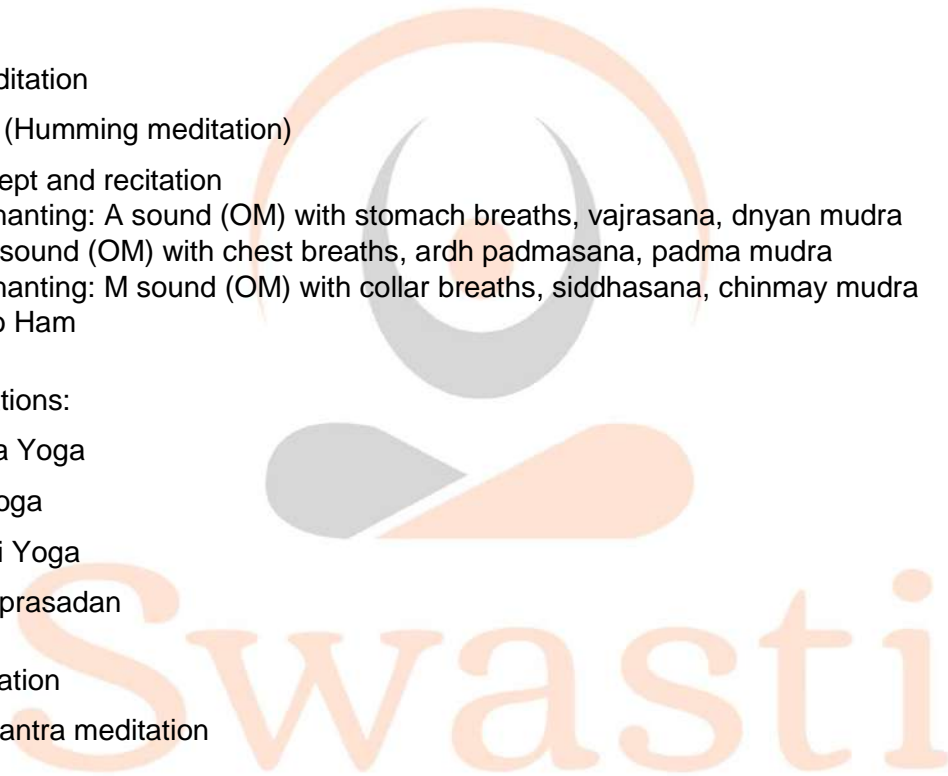 ditation
(Humming meditation)
ept and recitation
hanting: A sound (OM) with stomach breaths, vajrasana, dnyan mudra
sound (OM) with chest breaths, ardh padmasana, padma mudra
hanting: M sound (OM) with collar breaths, siddhasana, chinmay mudra
o Ham
tions:
a Yoga
oga
i Yoga
prasadan
ation
antra meditation
Swasti